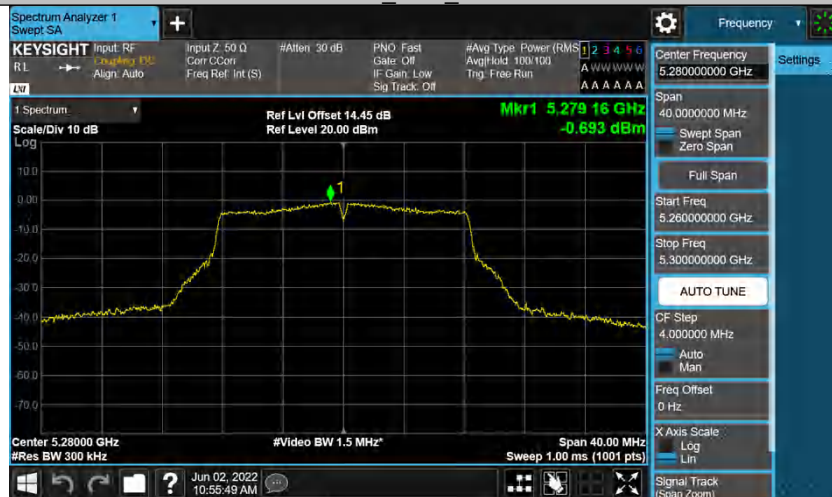 Spectrum Analyzer 1
Swept SA
+
Frequency
KEYSIGHT
RL
LXI
Input: RF
Coupling: DC
Align: Auto
Input Z: 50 Ω
Corr CCorr
Freq Ref: Int (S)
#Atten: 30 dB
PNO: Fast
Gate: Off
IF Gain: Low
Sig Track: Off
#Avg Type: Power (RMS
Avg|Hold: 100/100
Trig: Free Run
1 2 3 4 5 6
A W W W W W
A A A A A A
1 Spectrum
Scale/Div 10 dB
Log
Ref Lvl Offset 14.45 dB
Ref Level 20.00 dBm
Mkr1 5.279 16 GHz
-0.693 dBm
10.0
0.00
-10.0
-20.0
-30.0
-40.0
-50.0
-60.0
-70.0
1
Center 5.28000 GHz
#Res BW 300 kHz
#Video BW 1.5 MHz*
Span 40.00 MHz
Sweep 1.00 ms (1001 pts)
?
Jun 02, 2022
10:55:49 AM
Center Frequency
5.280000000 GHz
Settings
Span
40.0000000 MHz
Swept Span
Zero Span
Full Span
Start Freq
5.260000000 GHz
Stop Freq
5.300000000 GHz
AUTO TUNE
CF Step
4.000000 MHz
Auto
Man
Freq Offset
0 Hz
X Axis Scale
Log
Lin
Signal Track
(Span Zoom)